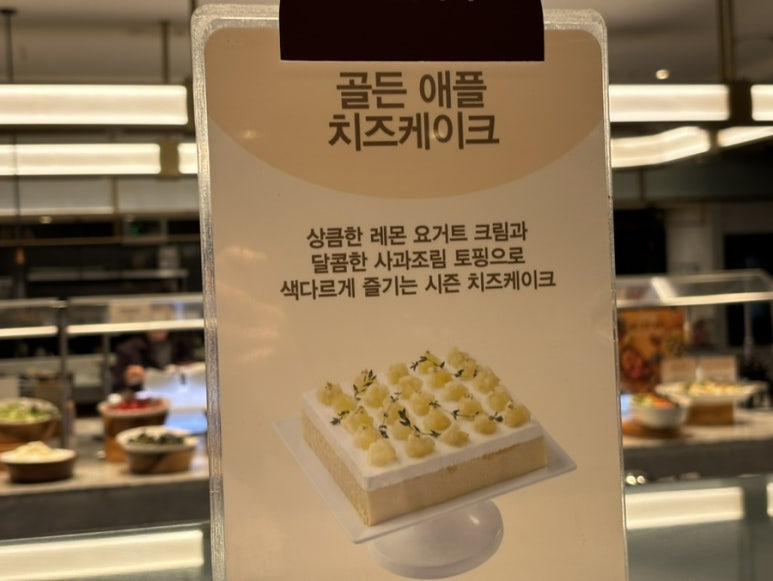 골든 애플
치즈케이크
상큼한 레몬 요거트 크림과
달콤한 사과조림 토핑으로
색다르게 즐기는 시즌 치즈케이크